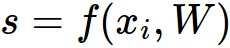 s = f(x_i, W)